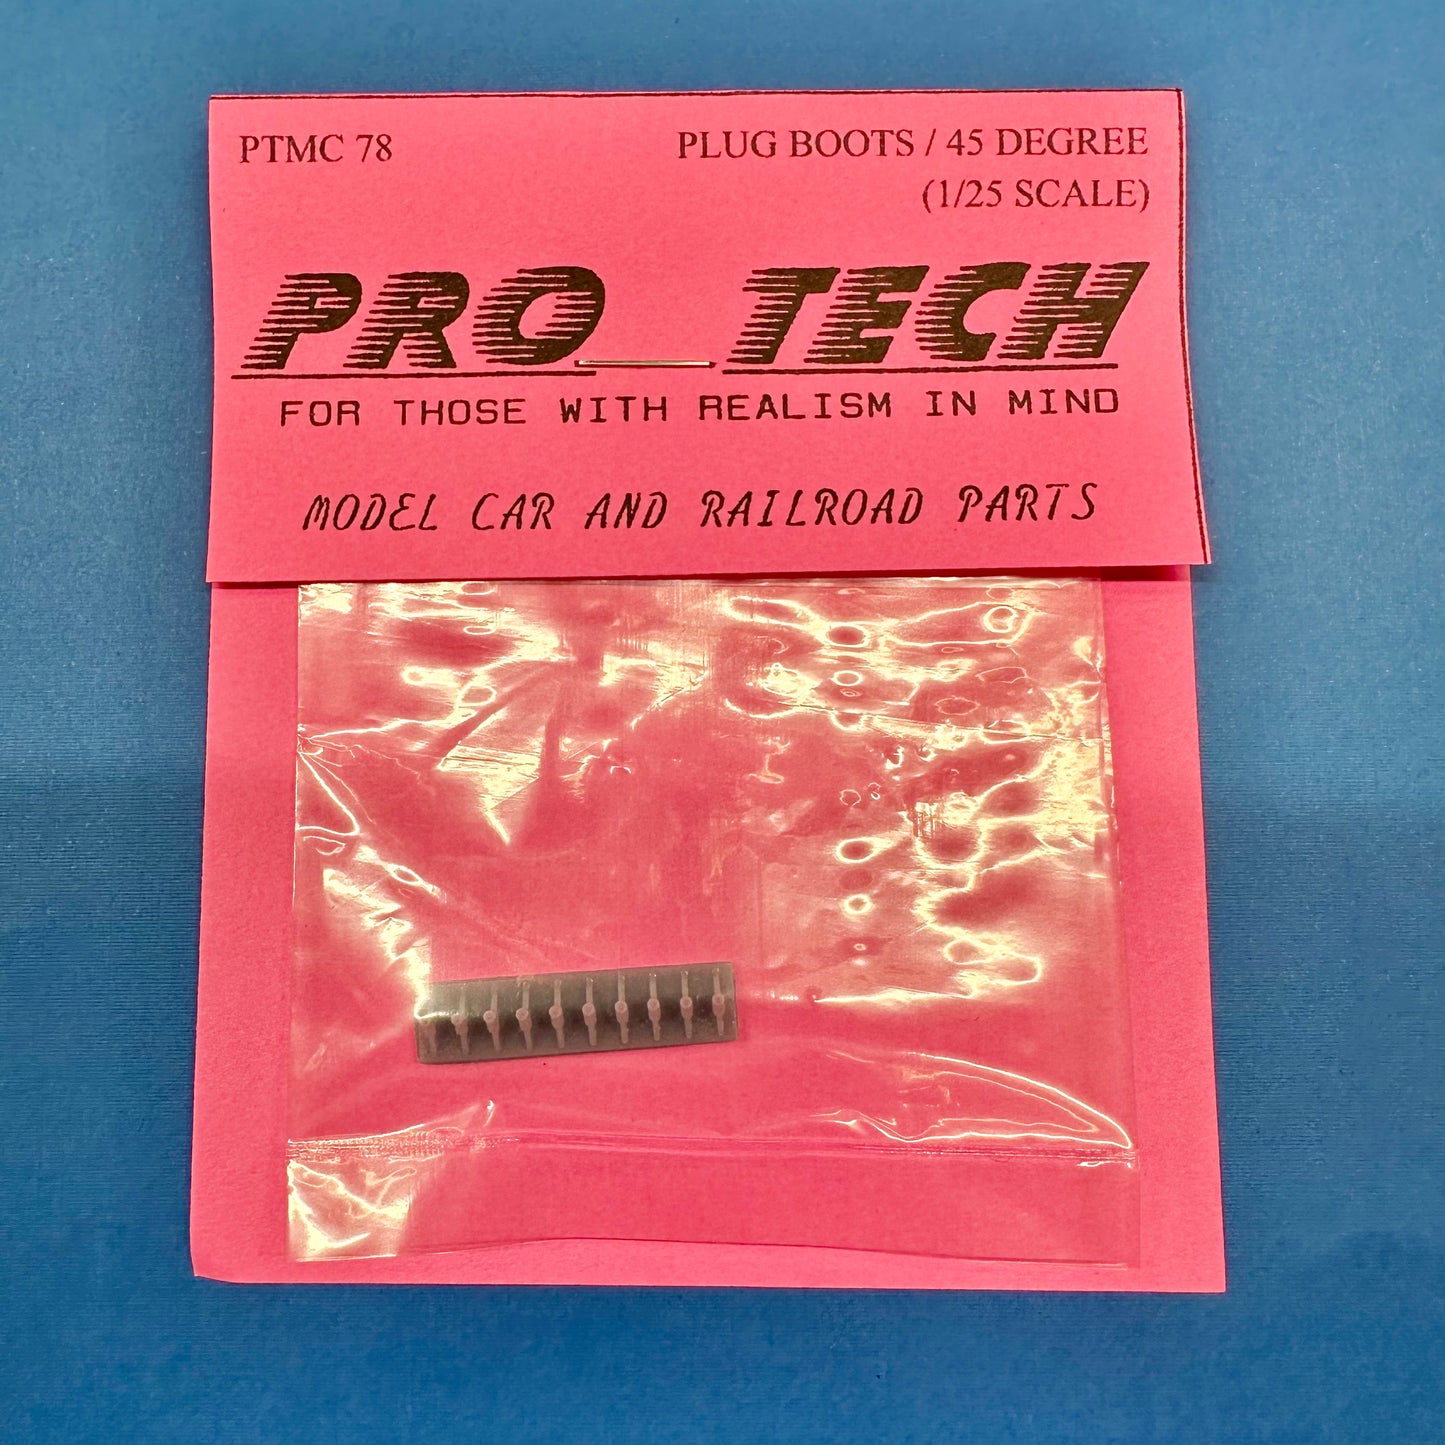 PTMC 78 PLUG BOOTS / 45 DEGREE
(1/25 SCALE)
PRO TECH
FOR THOSE WITH REALISM IN MIND
MODEL CAR AND RAILROAD PARTS